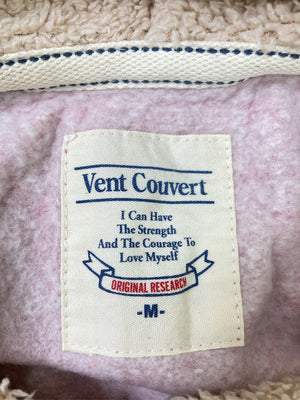 Vent Couvert
I Can Have
The Strength
And The Courage To
Love Myself
ORIGINAL RESEARCH
-M-